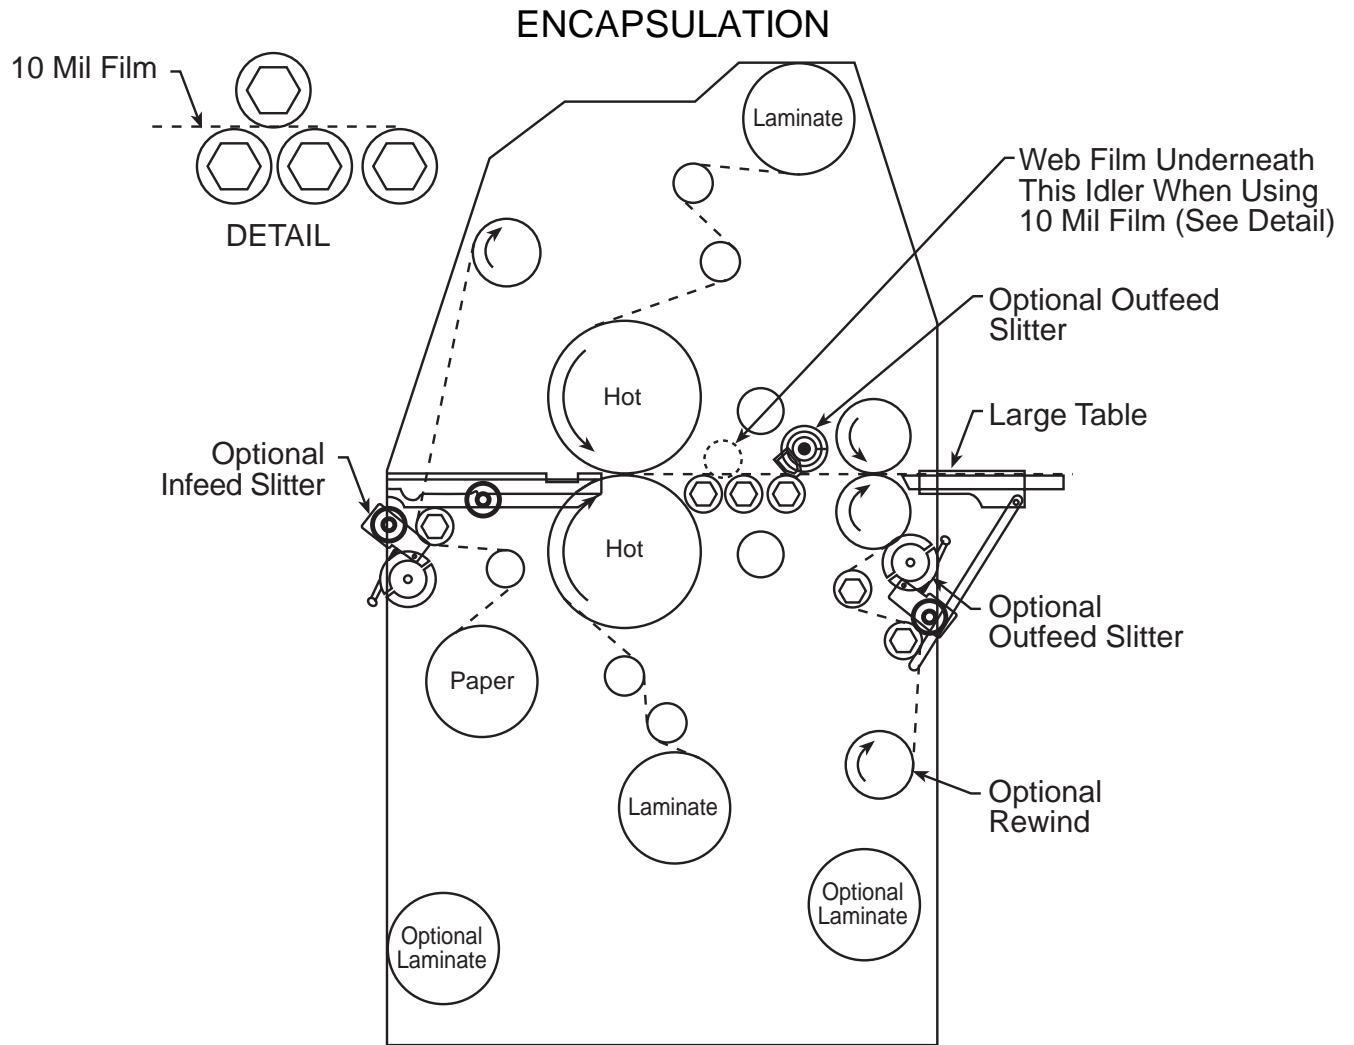 ENCAPSULATION
10 Mil Film
DETAIL
Laminate
Web Film Underneath
This Idler When Using
10 Mil Film (See Detail)
Optional Outfeed
Slitter
Hot
Large Table
Optional
Infeed Slitter
Hot
Optional
Outfeed Slitter
Paper
Laminate
Optional
Rewind
Optional
Laminate
Optional
Laminate